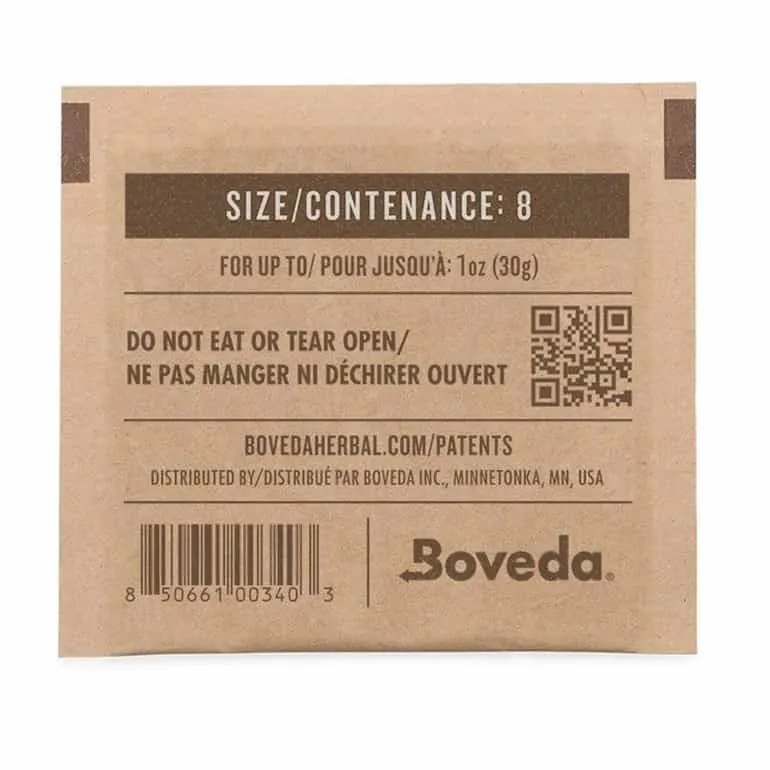 SIZE/CONTENANCE: 8
FOR UP TO/ POUR JUSQU'À: 1oz (30g)
DO NOT EAT OR TEAR OPEN/
NE PAS MANGER NI DÉCHIRER OUVERT
BOVEDAHERBAL.COM/PATENTS
DISTRIBUTED BY/DISTRIBUÉ PAR BOVEDA INC., MINNETONKA, MN, USA
8 50661 00340 3
Boveda®